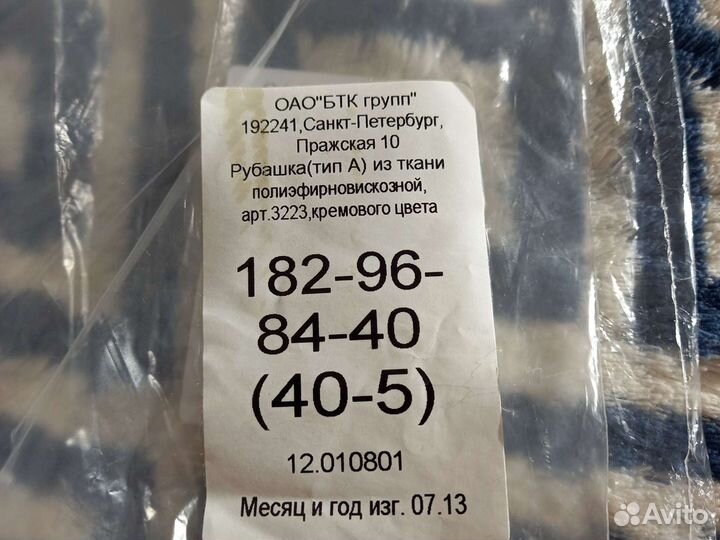 ОАО"БТК групп"
192241,Санкт-Петербург,
Пражская 10
Рубашка(тип А) из ткани
полиэфирновискозной,
арт.3223,кремового цвета
182-96-
84-40
(40-5)
12.010801
Месяц и год изг. 07.13
Avito